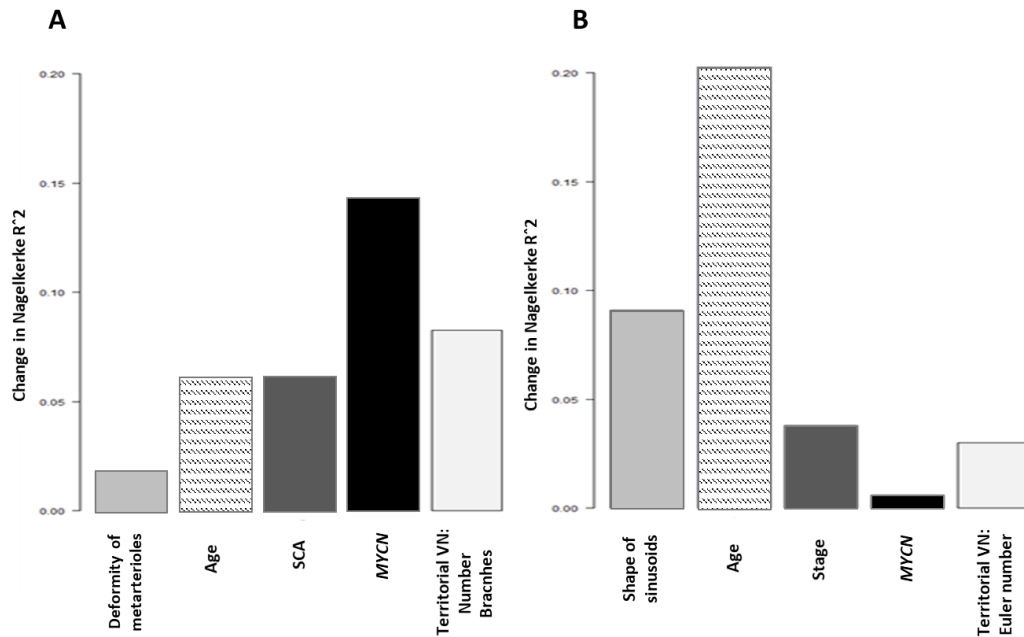 A
B
Change in Nagelkerke R^2
0.20
0.15
0.10
0.05
0.00
Deformity of
metarterioles
Age
SCA
MYCN
Territorial VN:
Number
Bracnhes
Change in Nagelkerke R^2
0.20
0.15
0.10
0.05
0.00
Shape of
sinusoids
Age
Stage
MYCN
Territorial VN:
Euler number